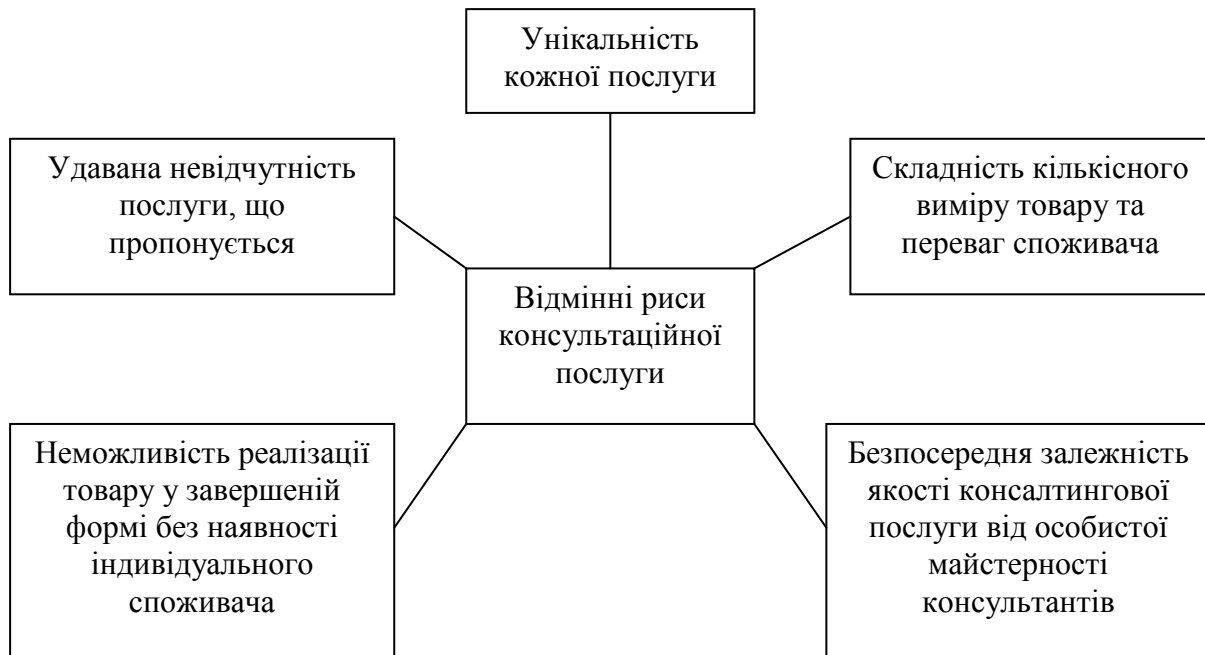 Унікальність
кожної послуги
Удавана невідчутність
послуги, що
пропонується
Складність кількісного
виміру товару та
переваг споживача
Відмінні риси
консультаційної
послуги
Неможливість реалізації
товару у завершеній
формі без наявності
індивідуального
споживача
Безпосередня залежність
якості консалтингової
послуги від особистої
майстерності
консультантів